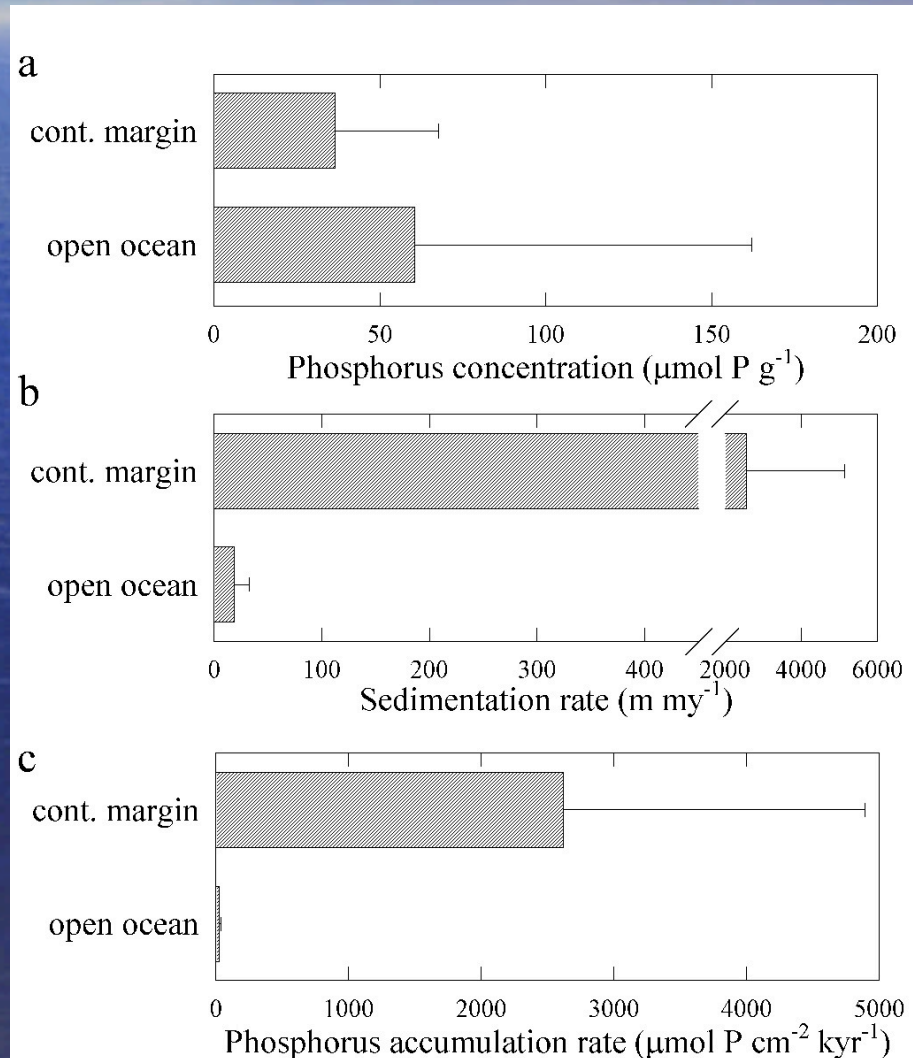 a
cont. margin
open ocean
0 50 100 150 200
Phosphorus concentration (μmol P g⁻¹)
b
cont. margin
open ocean
0 100 200 300 400 2000 4000 6000
Sedimentation rate (m my⁻¹)
c
cont. margin
open ocean
0 1000 2000 3000 4000 5000
Phosphorus accumulation rate (μmol P cm⁻² kyr⁻¹)